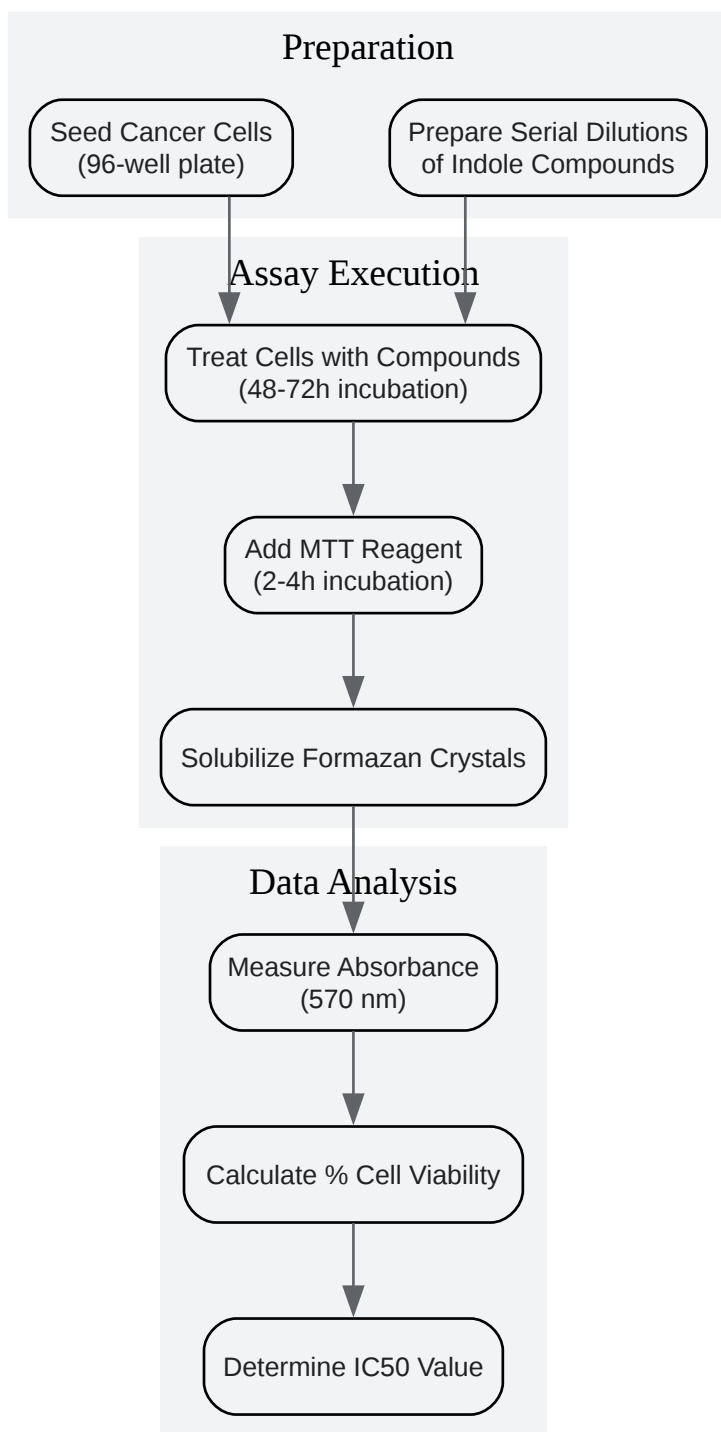 Preparation
Seed Cancer Cells
(96-well plate)
Prepare Serial Dilutions
of Indole Compounds
Assay Execution
Treat Cells with Compounds
(48-72h incubation)
Add MTT Reagent
(2-4h incubation)
Solubilize Formazan Crystals
Data Analysis
Measure Absorbance
(570 nm)
Calculate % Cell Viability
Determine IC50 Value